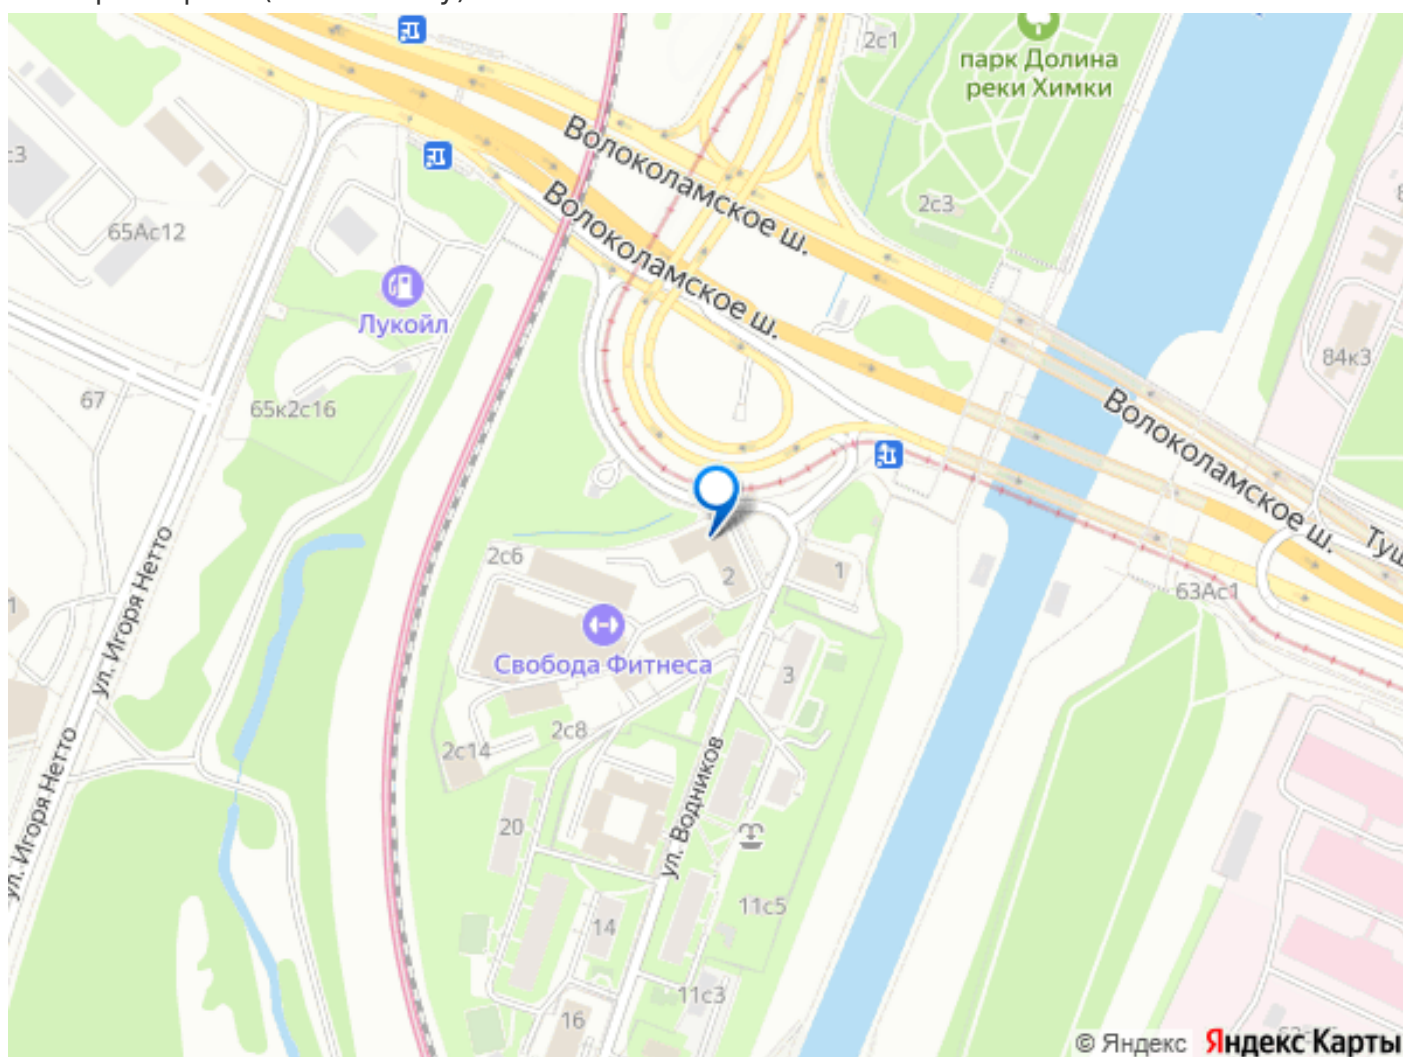 2с1
парк Долина
реки Химки
Волоколамское ш.
с3
65Ас12
2с3
Волоколамское ш.
Лукойл
84к3
67
65к2с16
Волоколамское ш.
Туш
2с6
2
1
63Ас1
ул. Игоря Нетто
1
Свобода Фитнеса
3
2с8
2с14
ул. Игоря Нетто
ул. Водников
20
11с5
14
11с3
16
© Яндекс
Яндекс Карты